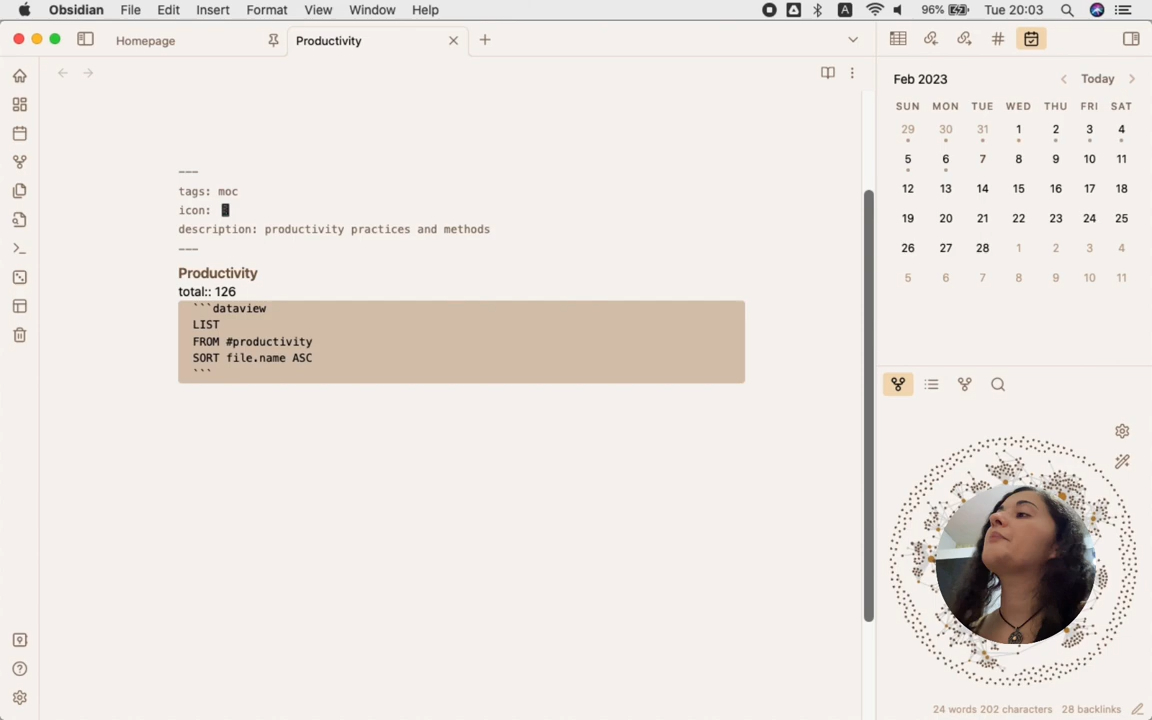 Obsidian File Edit Insert Format View Window Help A 96% Tue 20:03
Homepage Productivity
---
tags: moc
icon:
description: productivity practices and methods
---
Productivity
total:: 126
```dataview
LIST
FROM #productivity
SORT file.name ASC
```
Feb 2023 Today
SUN MON TUE WED THU FRI SAT
29 30 31 1 2 3 4
5 6 7 8 9 10 11
12 13 14 15 16 17 18
19 20 21 22 23 24 25
26 27 28 1 2 3 4
5 6 7 8 9 10 11
24 words 202 characters 28 backlinks